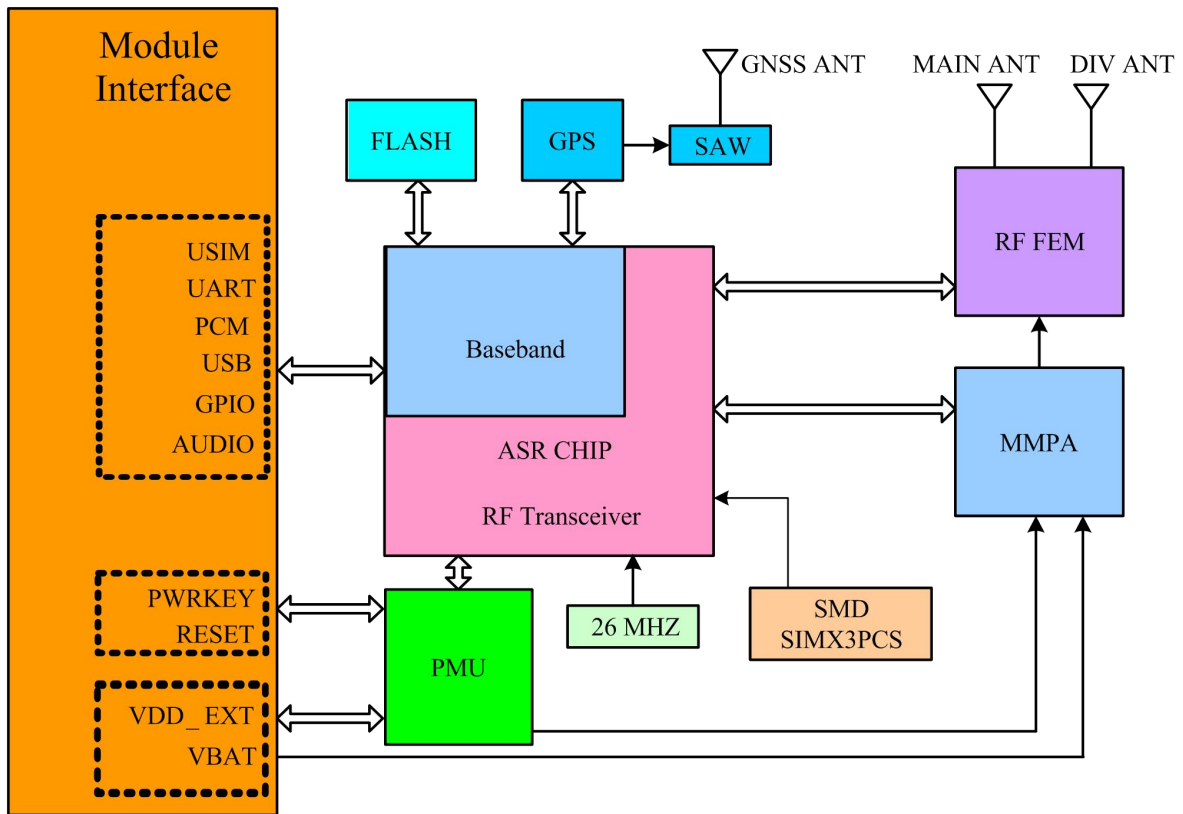 Module
Interface
GNSS ANT
MAIN ANT
DIV ANT
FLASH
GPS
SAW
RF FEM
USIM
UART
PCM
USB
GPIO
AUDIO
Baseband
ASR CHIP
RF Transceiver
MMPA
PWRKEY
RESET
VDD_ EXT
VBAT
PMU
26 MHZ
SMD
SIMX3PCS